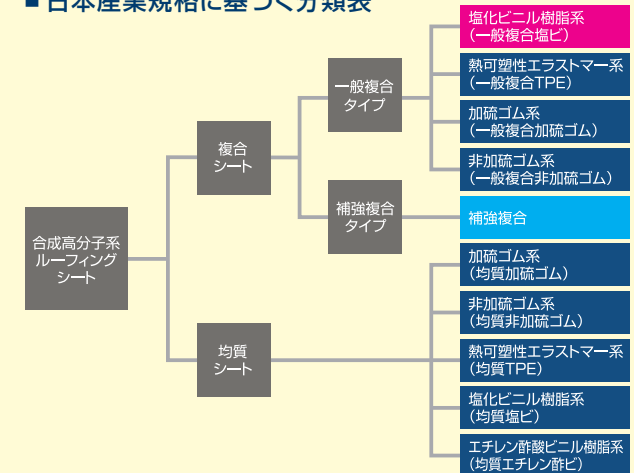 ■ 日本産業規格に基づく分類表
合成高分子系
ルーフィング
シート
複合
シート
一般複合
タイプ
塩化ビニル樹脂系
（一般複合塩ビ）
熱可塑性エラストマー系
（一般複合TPE）
加硫ゴム系
（一般複合加硫ゴム）
非加硫ゴム系
（一般複合非加硫ゴム）
補強複合
タイプ
補強複合
均質
シート
加硫ゴム系
（均質加硫ゴム）
非加硫ゴム系
（均質非加硫ゴム）
熱可塑性エラストマー系
（均質TPE）
塩化ビニル樹脂系
（均質塩ビ）
エチレン酢酸ビニル樹脂系
（均質エチレン酢ビ）